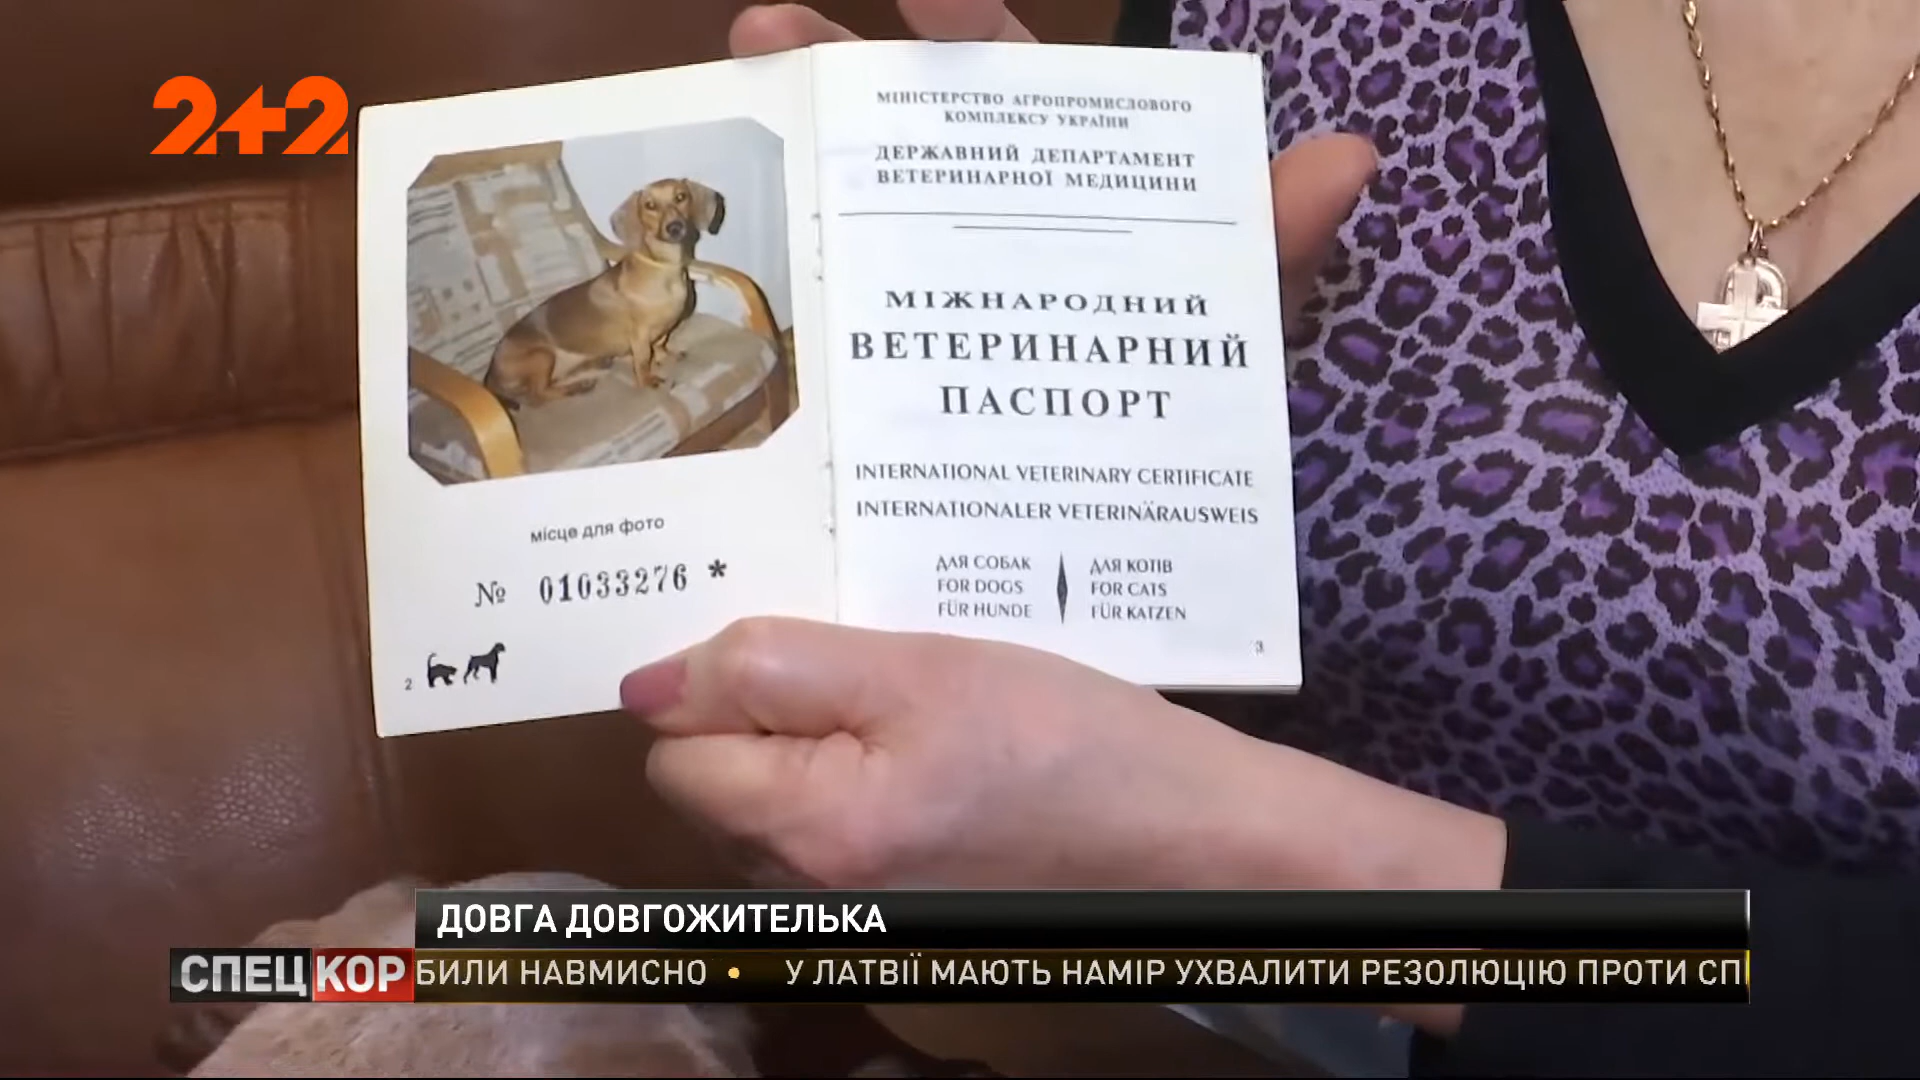 2+2
місце для фото
№ 01033276 *
2
МІНІСТЕРСТВО АГРОПРОМИСЛОВОГО
КОМПЛЕКСУ УКРАЇНИ
ДЕРЖАВНИЙ ДЕПАРТАМЕНТ
ВЕТЕРИНАРНОЇ МЕДИЦИНИ
МІЖНАРОДНИЙ
ВЕТЕРИНАРНИЙ
ПАСПОРТ
INTERNATIONAL VETERINARY CERTIFICATE
INTERNATIONALER VETERINÄRAUSWEIS
ДЛЯ СОБАК
FOR DOGS
FÜR HUNDE
ДЛЯ КОТІВ
FOR CATS
FÜR KATZEN
3
ДОВГА ДОВГОЖИТЕЛЬКА
СПЕЦКОР
БИЛИ НАВМИСНО • У ЛАТВІЇ МАЮТЬ НАМІР УХВАЛИТИ РЕЗОЛЮЦІЮ ПРОТИ СП